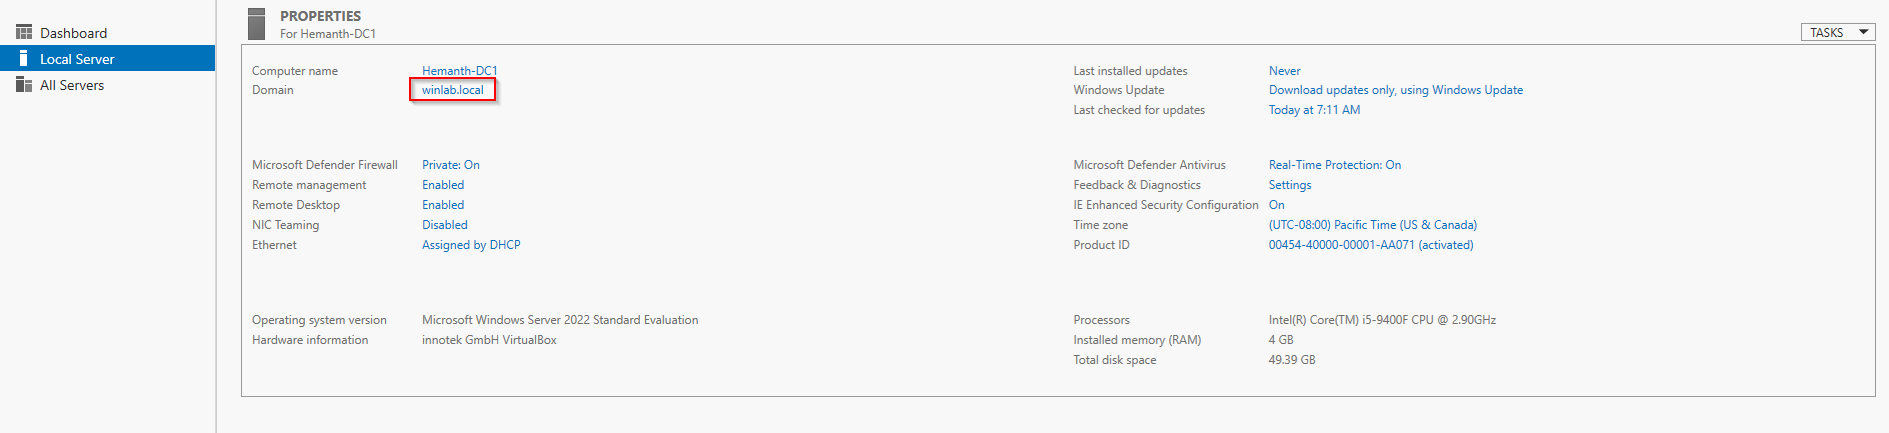 Dashboard
Local Server
All Servers
PROPERTIES
For Hemanth-DC1
TASKS
Computer name Hemanth-DC1
Domain winlab.local
Last installed updates Never
Windows Update Download updates only, using Windows Update
Last checked for updates Today at 7:11 AM
Microsoft Defender Firewall Private: On
Remote management Enabled
Remote Desktop Enabled
NIC Teaming Disabled
Ethernet Assigned by DHCP
Microsoft Defender Antivirus Real-Time Protection: On
Feedback & Diagnostics Settings
IE Enhanced Security Configuration On
Time zone (UTC-08:00) Pacific Time (US & Canada)
Product ID 00454-40000-00001-AA071 (activated)
Operating system version Microsoft Windows Server 2022 Standard Evaluation
Hardware information innotek GmbH VirtualBox
Processors Intel(R) Core(TM) i5-9400F CPU @ 2.90GHz
Installed memory (RAM) 4 GB
Total disk space 49.39 GB